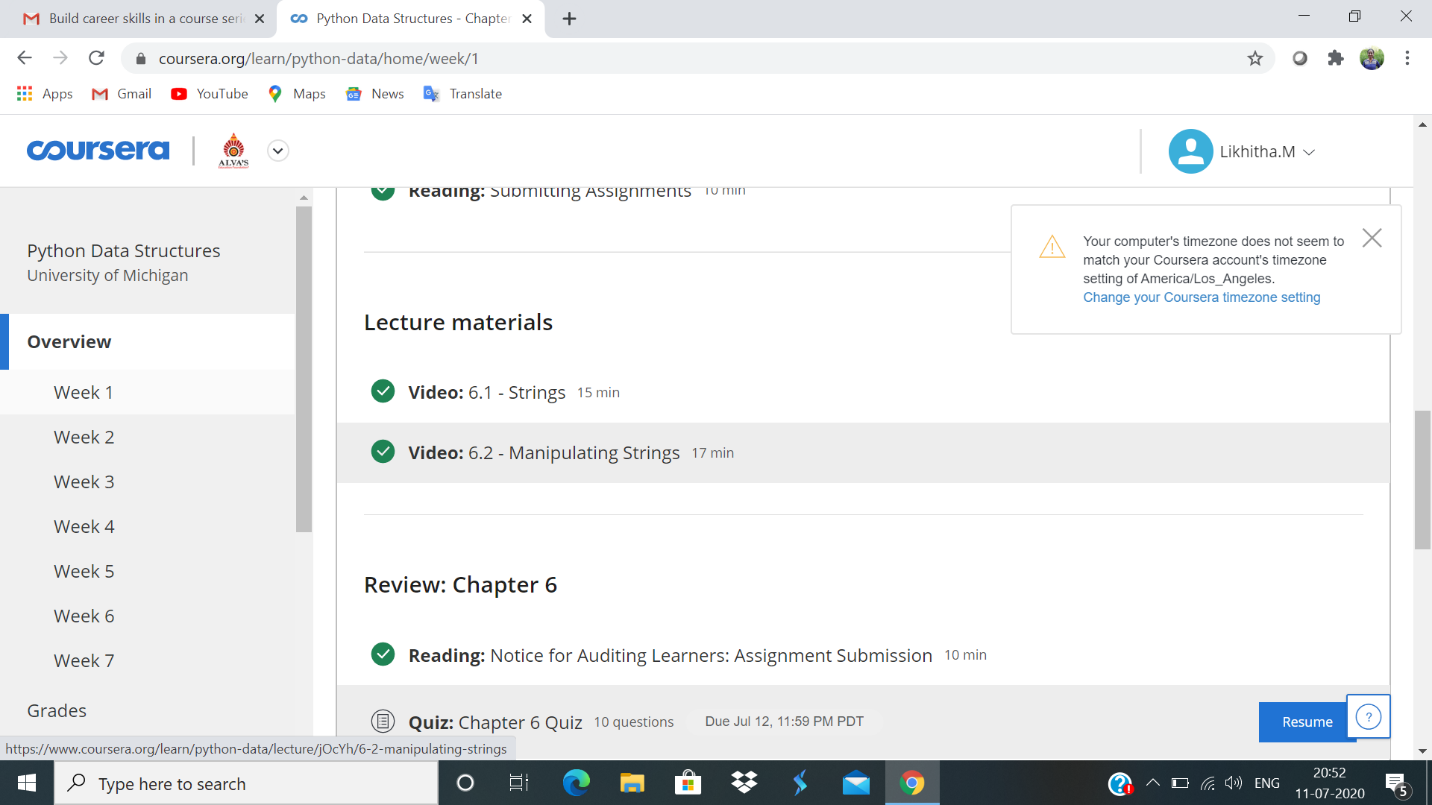 Build career skills in a course seri
Python Data Structures - Chapter
coursera.org/learn/python-data/home/week/1
Apps
Gmail
YouTube
Maps
News
Translate
coursera
ALVA'S
Likhitha.M
Python Data Structures
University of Michigan
Overview
Week 1
Week 2
Week 3
Week 4
Week 5
Week 6
Week 7
Grades
Reading: Submitting Assignments 10 min
Your computer's timezone does not seem to
match your Coursera account's timezone
setting of America/Los_Angeles.
Change your Coursera timezone setting
Lecture materials
Video: 6.1 - Strings 15 min
Video: 6.2 - Manipulating Strings 17 min
Review: Chapter 6
Reading: Notice for Auditing Learners: Assignment Submission 10 min
Quiz: Chapter 6 Quiz 10 questions Due Jul 12, 11:59 PM PDT
Resume
?
https://www.coursera.org/learn/python-data/lecture/jOcYh/6-2-manipulating-strings
Type here to search
ENG
20:52
11-07-2020
5